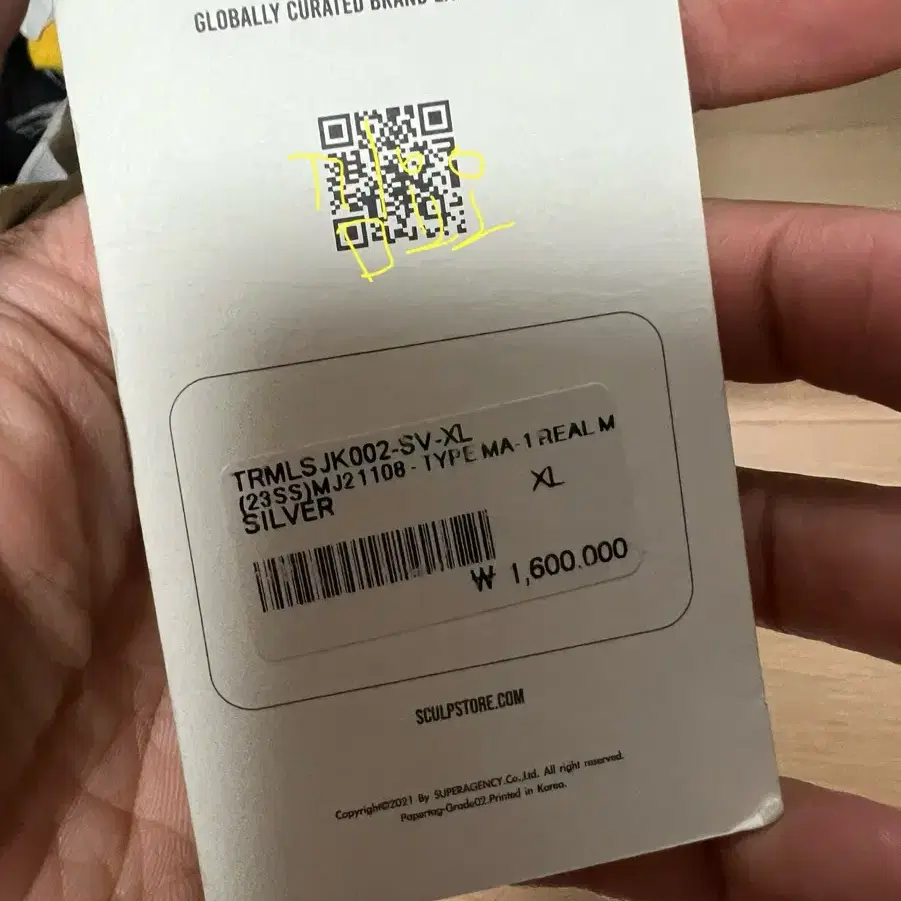 GLOBALLY CURATED BRAND
TRMLSJK002-SV-XL
(23SS)MJ21108 - TYPE MA-1 REAL M
SILVER
XL
₩ 1,600.000
SCULPSTORE.COM
Copyright©2021 By SUPERAGENCY.Co.,Ltd. All right reserved.
Papertag-Grade02.Printed in Korea.